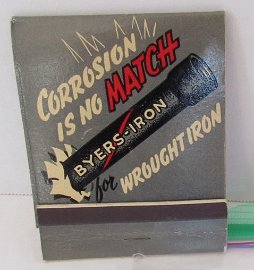 CORROSION
IS NO MATCH
BYERS-IRON
for WROUGHT IRON